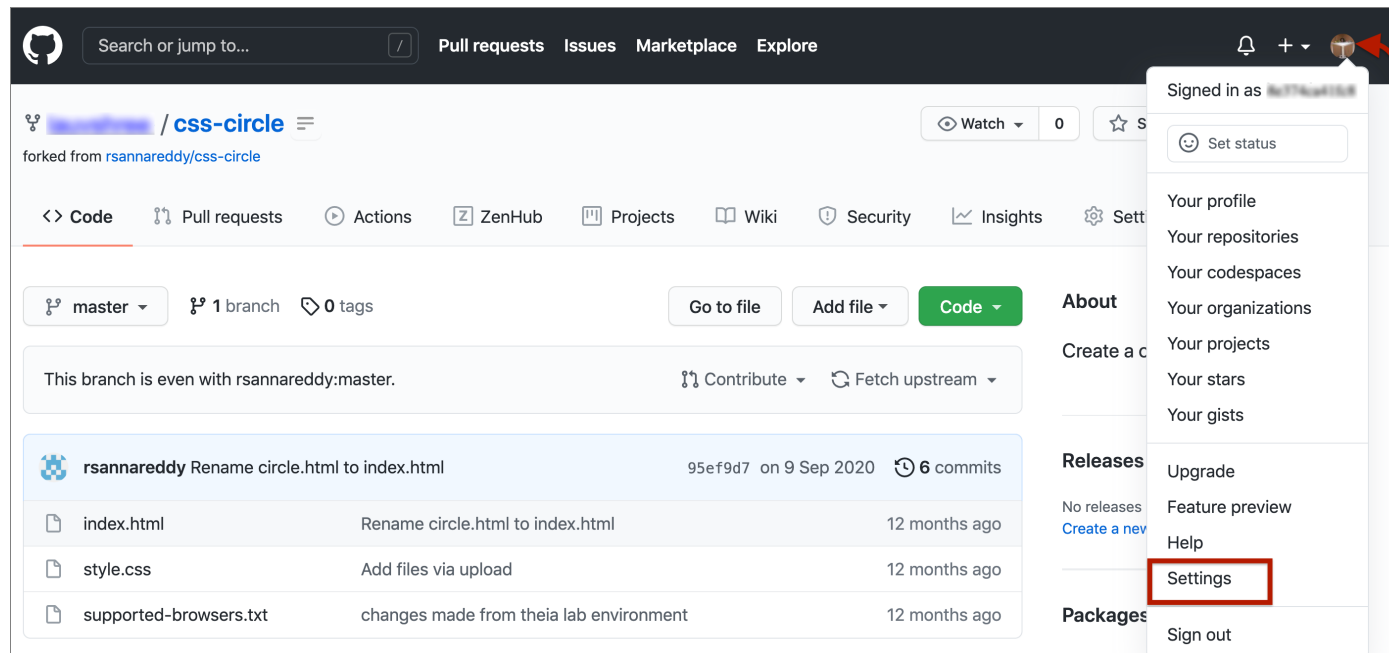 Search or jump to... / Pull requests Issues Marketplace Explore
Signed in as
/ css-circle
Watch 0 S
forked from rsannareddy/css-circle
Set status
Code Pull requests Actions ZenHub Projects Wiki Security Insights Sett
Your profile
Your repositories
Your codespaces
Your organizations
Your projects
Your stars
Your gists
Upgrade
Feature preview
Help
Settings
Sign out
master 1 branch 0 tags Go to file Add file Code
This branch is even with rsannareddy:master. Contribute Fetch upstream
rsannareddy Rename circle.html to index.html 95ef9d7 on 9 Sep 2020 6 commits
index.html Rename circle.html to index.html 12 months ago
style.css Add files via upload 12 months ago
supported-browsers.txt changes made from theia lab environment 12 months ago
About
Create a c
Releases
No releases
Create a new
Packages